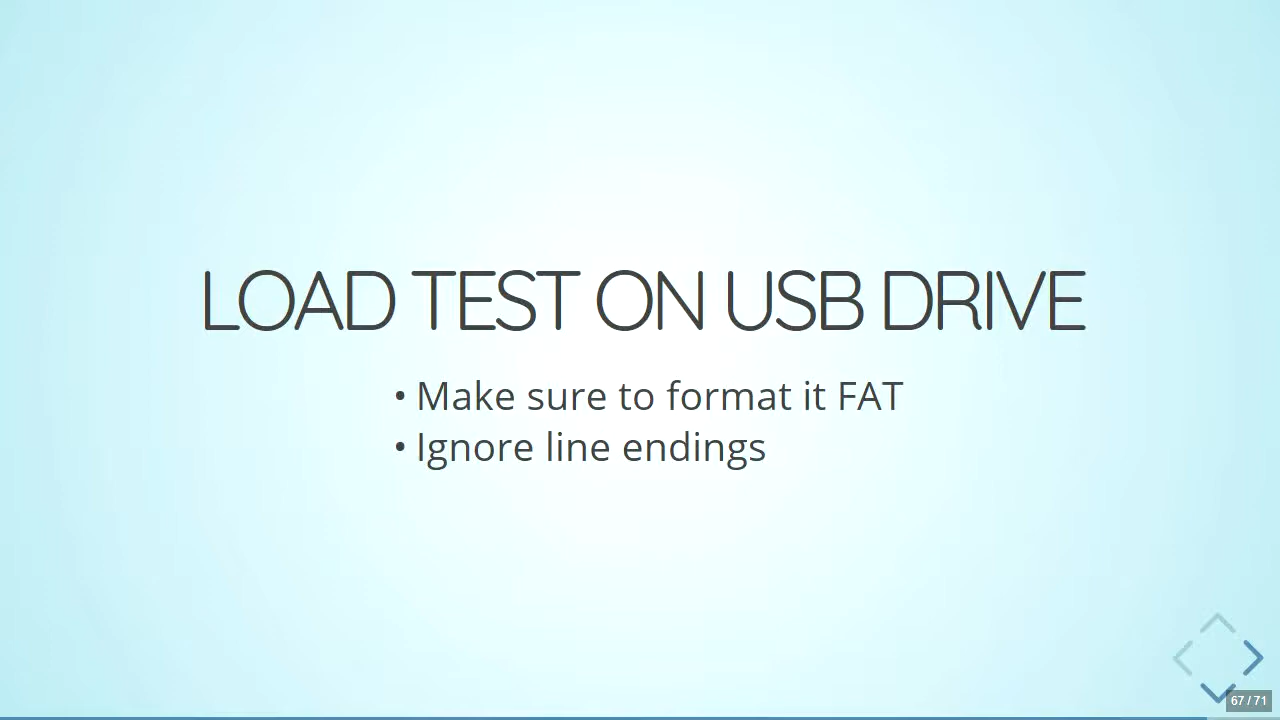 LOAD TEST ON USB DRIVE
• Make sure to format it FAT
• Ignore line endings
67 / 71